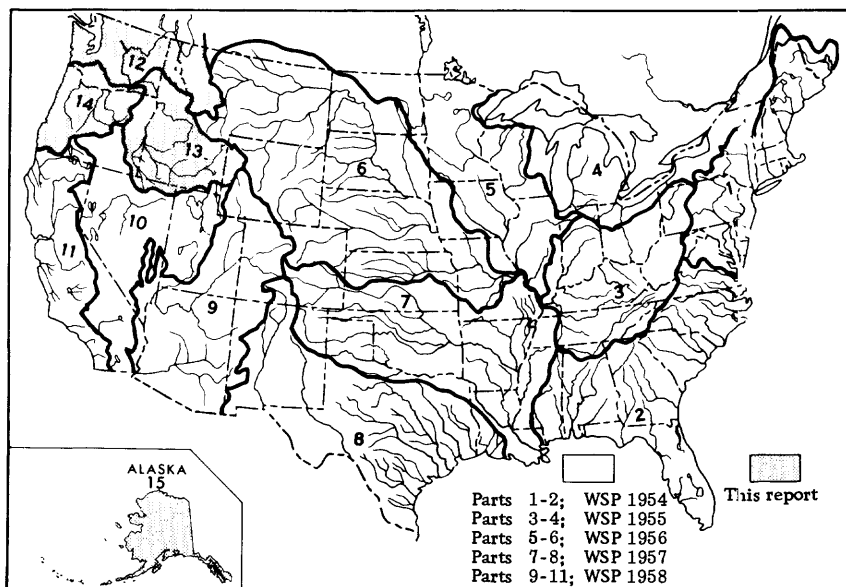 12
14
13
6
5
4
1
10
11
9
7
3
2
8
ALASKA
15
This report
Parts 1-2; WSP 1954
Parts 3-4; WSP 1955
Parts 5-6; WSP 1956
Parts 7-8; WSP 1957
Parts 9-11; WSP 1958